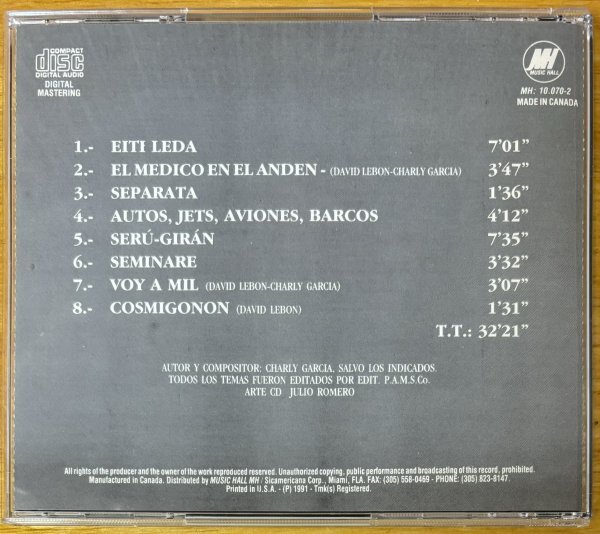 COMPACT
disc
DIGITAL AUDIO
DIGITAL
MASTERING
MH
MUSIC HALL
MH: 10.070-2
MADE IN CANADA
1.- EITI LEDA 7'01"
2.- EL MEDICO EN EL ANDEN - (DAVID LEBON-CHARLY GARCIA) 3'47"
3.- SEPARATA 1'36"
4.- AUTOS, JETS, AVIONES, BARCOS 4'12"
5.- SERÚ-GIRÁN 7'35"
6.- SEMINARE 3'32"
7.- VOY A MIL (DAVID LEBON-CHARLY GARCIA) 3'07"
8.- COSMIGONON (DAVID LEBON) 1'31"
T.T.: 32'21"
AUTOR Y COMPOSITOR: CHARLY GARCIA, SALVO LOS INDICADOS.
TODOS LOS TEMAS FUERON EDITADOS POR EDIT. P.A.M.S.Co.
ARTE CD JULIO ROMERO
All rights of the producer and the owner of the work reproduced reserved. Unauthorized copying, public performance and broadcasting of this record, prohibited.
Manufactured in Canada. Distributed by MUSIC HALL MH / Sicamericana Corp., Miami, FLA. FAX: (305) 558-0469 - PHONE: (305) 823-8147.
Printed in U.S.A. - (P) 1991 - Tmk(s) Registered.